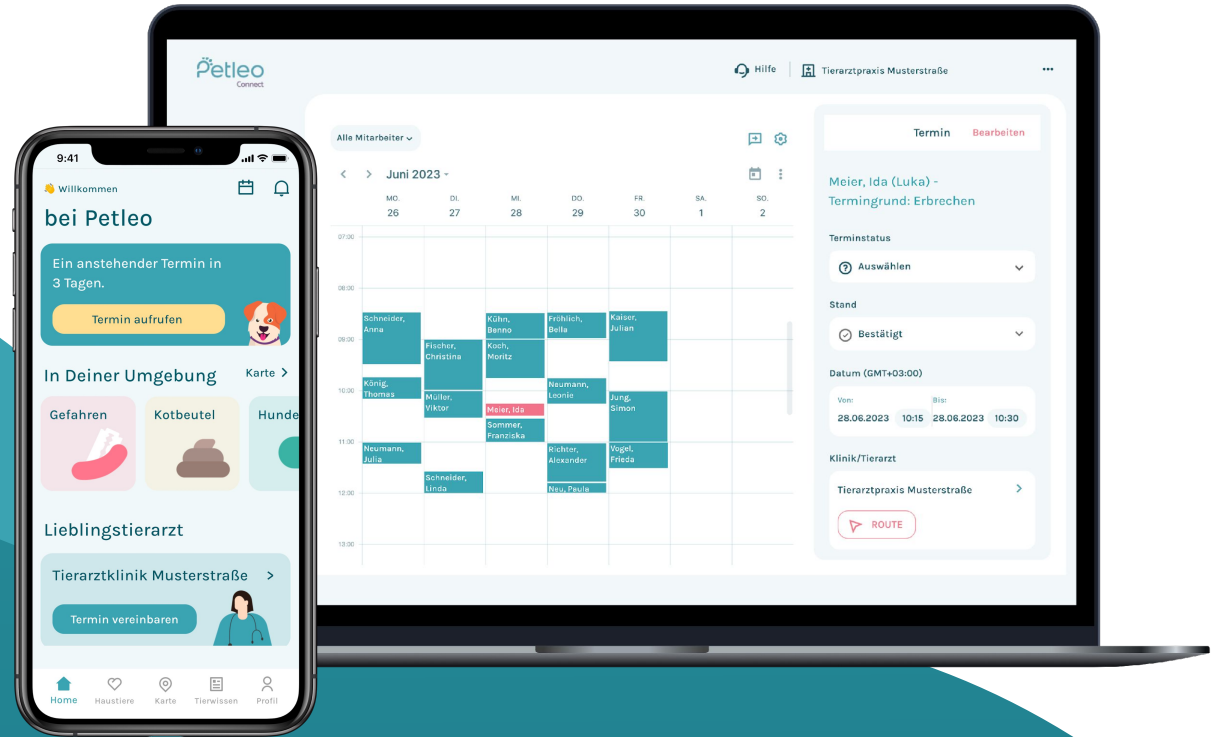 Petleo
Connect
Hilfe
Tierarztpraxis Musterstraße
Alle Mitarbeiter
Juni 2023
MO.
DI.
MI.
DO.
FR.
SA.
SO.
26
27
28
29
30
1
2
07:00
08:00
09:00
10:00
11:00
12:00
13:00
Schneider,
Anna
König,
Thomas
Neumann,
Julia
Fischer,
Christina
Müller,
Viktor
Schneider,
Linda
Kühn,
Benno
Koch,
Moritz
Meier, Ida
Sommer,
Franziska
Fröhlich,
Bella
Neumann,
Leonie
Richter,
Alexander
Neu, Paula
Kaiser,
Julian
Jung,
Simon
Vogel,
Frieda
Termin Bearbeiten
Meier, Ida (Luka) -
Termingrund: Erbrechen
Terminstatus
Auswählen
Stand
Bestätigt
Datum (GMT+03:00)
Von: Bis:
28.06.2023 10:15 28.06.2023 10:30
Klinik/Tierarzt
Tierarztpraxis Musterstraße
ROUTE
9:41
Willkommen
bei Petleo
Ein anstehender Termin in
3 Tagen.
Termin aufrufen
In Deiner Umgebung Karte
Gefahren Kotbeutel Hunde
Lieblingstierarzt
Tierarztklinik Musterstraße
Termin vereinbaren
Home Haustiere Karte Tierwissen Profil